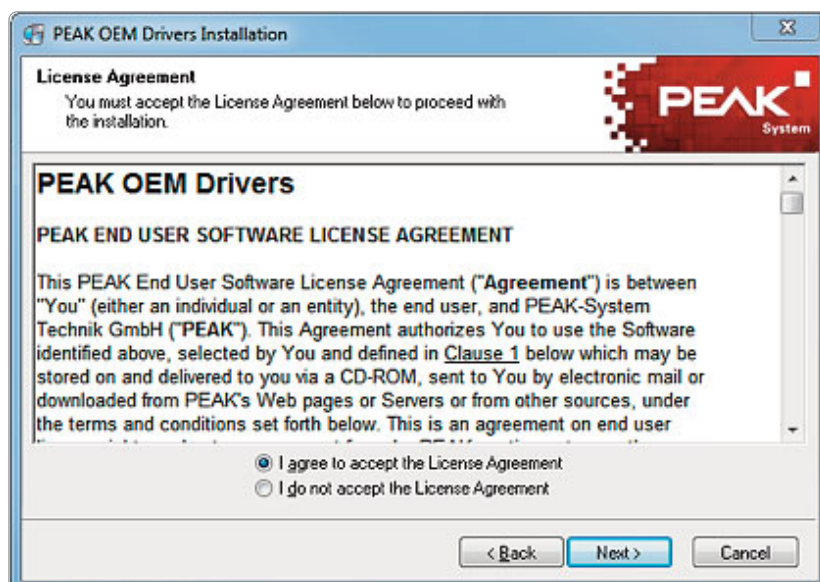 PEAK OEM Drivers Installation
License Agreement
You must accept the License Agreement below to proceed with
the installation.
PEAK
System
PEAK OEM Drivers
PEAK END USER SOFTWARE LICENSE AGREEMENT
This PEAK End User Software License Agreement ("Agreement") is between
"You" (either an individual or an entity), the end user, and PEAK-System
Technik GmbH ("PEAK"). This Agreement authorizes You to use the Software
identified above, selected by You and defined in Clause 1 below which may be
stored on and delivered to you via a CD-ROM, sent to You by electronic mail or
downloaded from PEAK's Web pages or Servers or from other sources, under
the terms and conditions set forth below. This is an agreement on end user
I agree to accept the License Agreement
I do not accept the License Agreement
< Back
Next >
Cancel